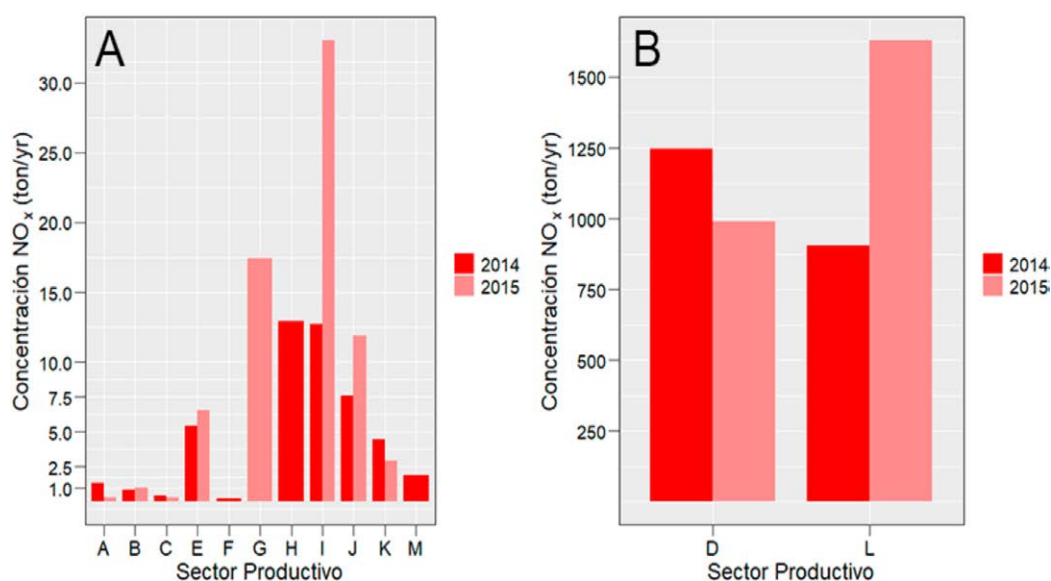 A
Concentración NOx (ton/yr)
30.0
25.0
20.0
15.0
10.0
7.5
5.0
2.5
1.0
A B C E F G H I J K M
Sector Productivo
2014
2015
B
Concentración NOx (ton/yr)
1500
1250
1000
750
500
250
D L
Sector Productivo
2014
2015